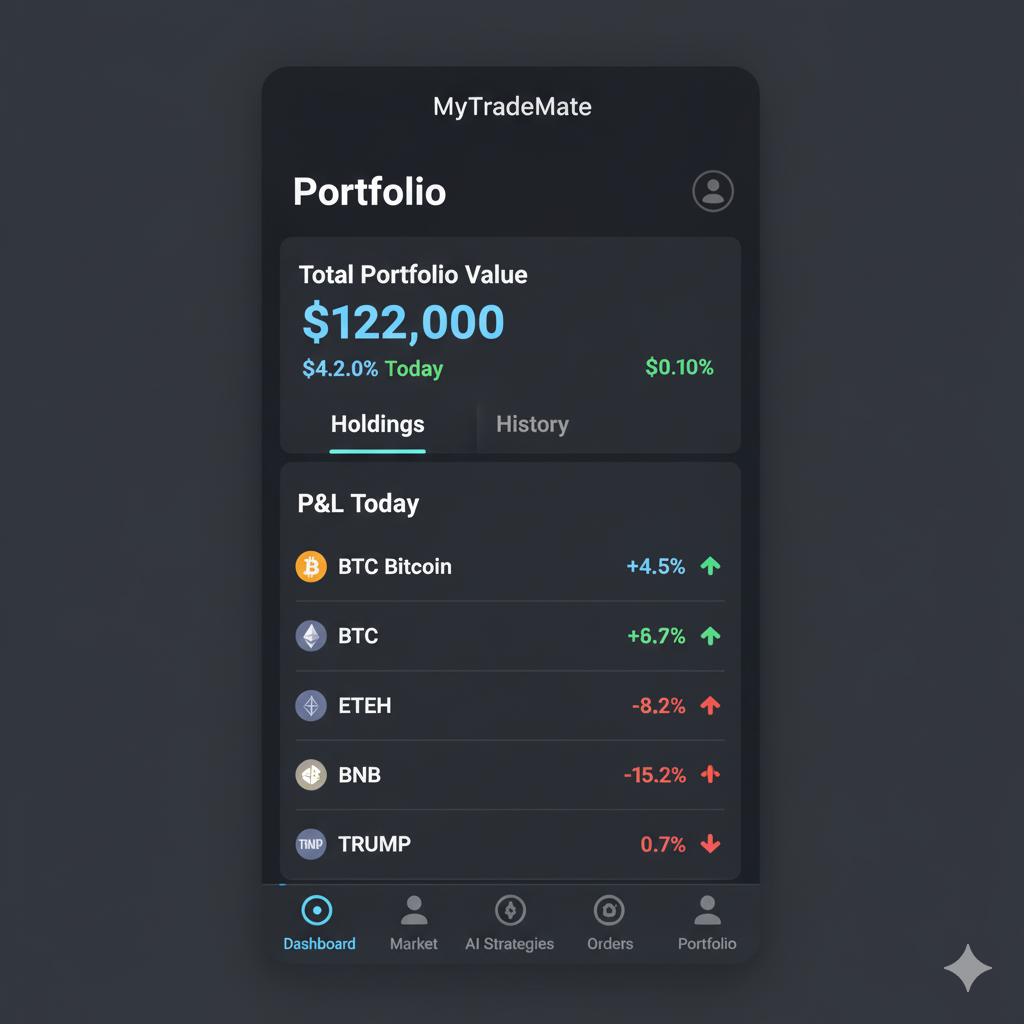 MyTradeMate
Portfolio
Total Portfolio Value
$122,000
$4.2.0% Today $0.10%
Holdings History
P&L Today
BTC Bitcoin +4.5%
BTC +6.7%
ETEH -8.2%
BNB -15.2%
TINP TRUMP 0.7%
Dashboard Market AI Strategies Orders Portfolio